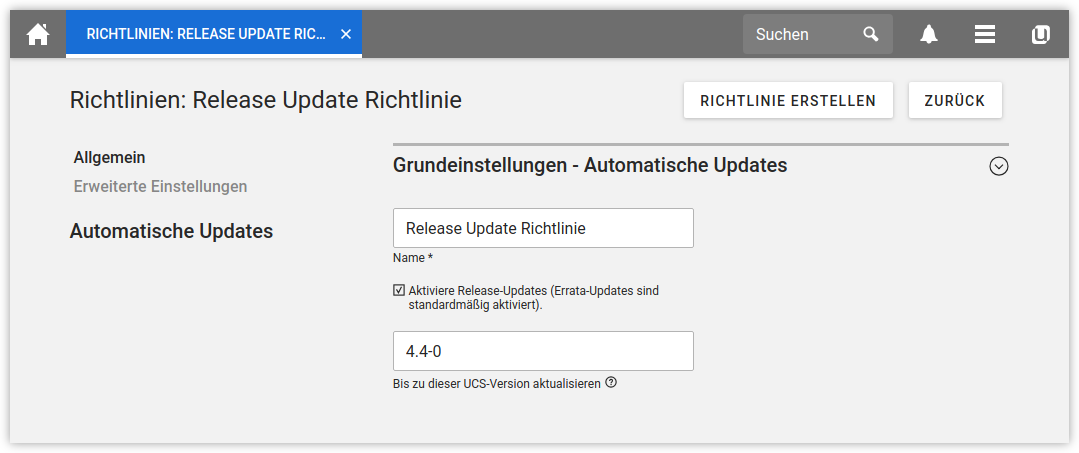 RICHTLINIEN: RELEASE UPDATE RIC...
Suchen
Richtlinien: Release Update Richtlinie
RICHTLINIE ERSTELLEN
ZURÜCK
Allgemein
Erweiterte Einstellungen
Automatische Updates
Grundeinstellungen - Automatische Updates
Release Update Richtlinie
Name *
Aktiviere Release-Updates (Errata-Updates sind
standardmäßig aktiviert).
4.4-0
Bis zu dieser UCS-Version aktualisieren